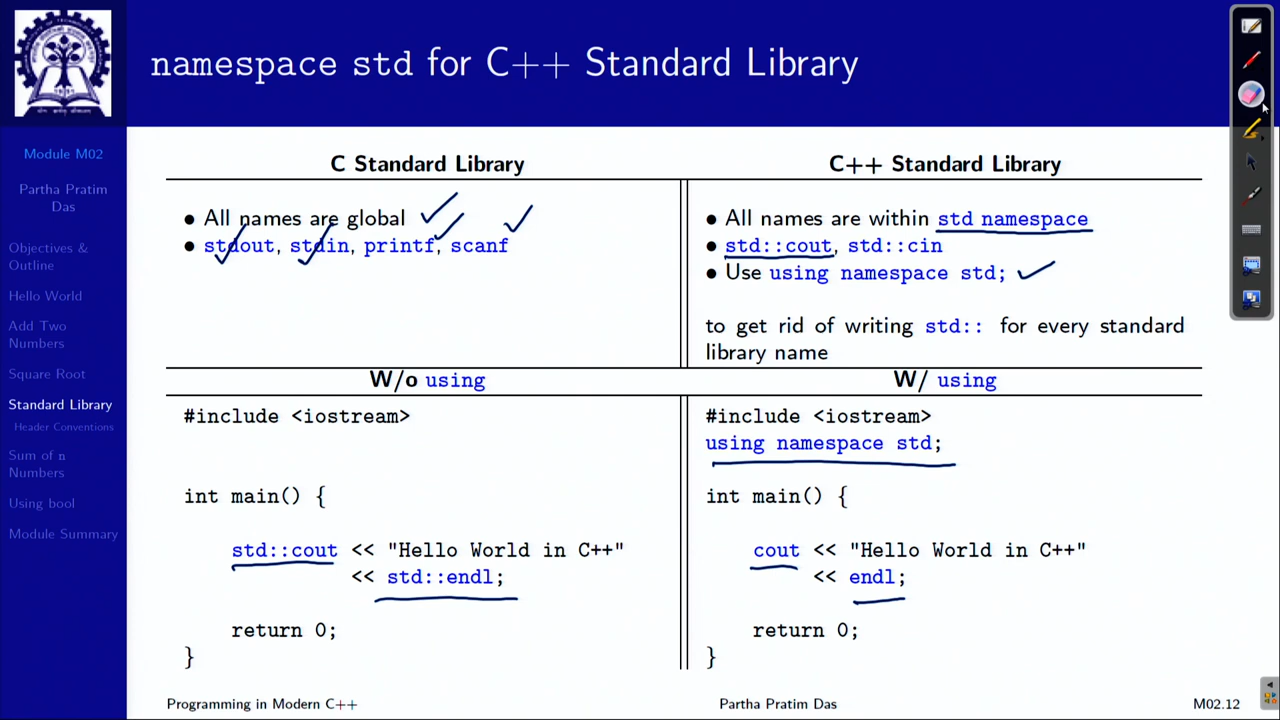 namespace std for C++ Standard Library
Module M02
Partha Pratim
Das
Objectives &
Outline
Hello World
Add Two
Numbers
Square Root
Standard Library
Header Conventions
Sum of n
Numbers
Using bool
Module Summary
C Standard Library
• All names are global
• stdout, stdin, printf, scanf
C++ Standard Library
• All names are within std namespace
• std::cout, std::cin
• Use using namespace std;
to get rid of writing std:: for every standard
library name
W/o using
#include <iostream>
int main() {
std::cout << "Hello World in C++"
<< std::endl;
return 0;
}
W/ using
#include <iostream>
using namespace std;
int main() {
cout << "Hello World in C++"
<< endl;
return 0;
}
Programming in Modern C++
Partha Pratim Das
M02.12